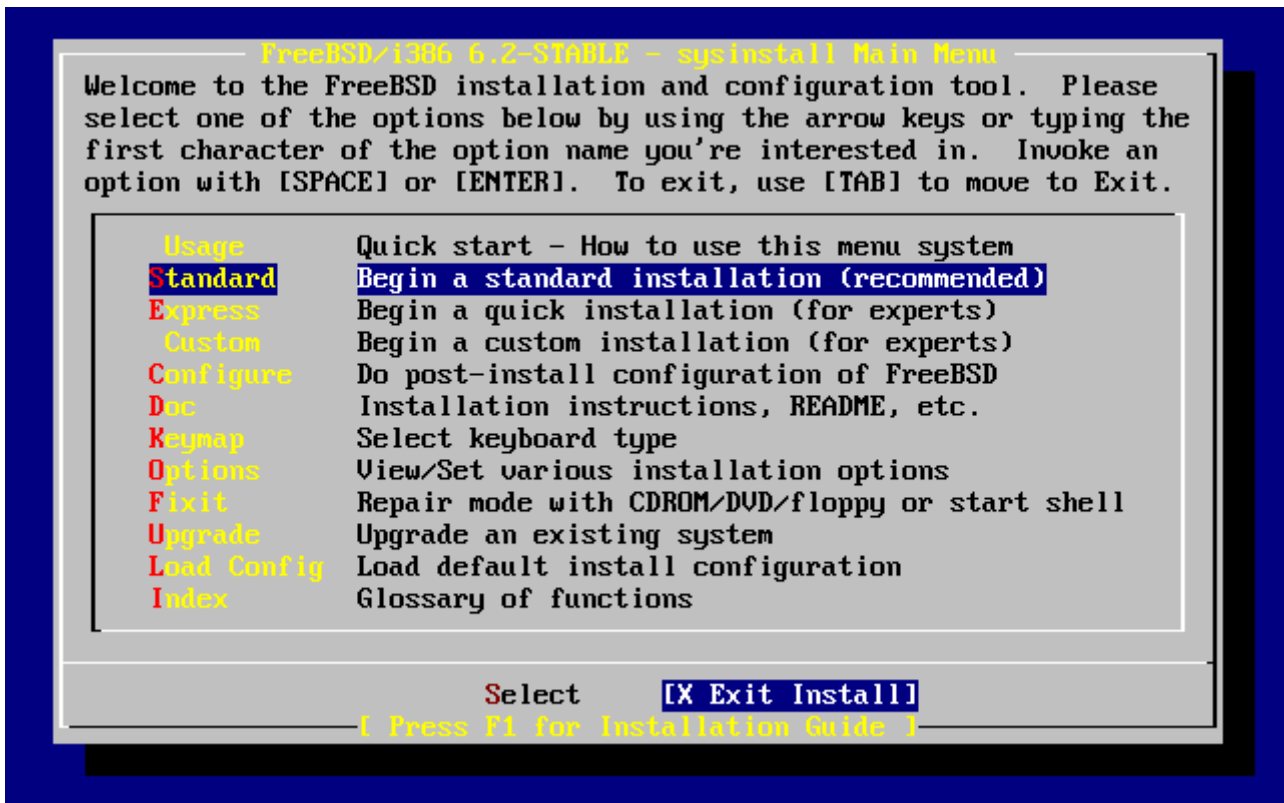 FreeBSD/i386 6.2-STABLE - sysinstall Main Menu
Welcome to the FreeBSD installation and configuration tool.  Please
select one of the options below by using the arrow keys or typing the
first character of the option name you're interested in.  Invoke an
option with [SPACE] or [ENTER].  To exit, use [TAB] to move to Exit.
Usage Quick start - How to use this menu system
Standard Begin a standard installation (recommended)
Express Begin a quick installation (for experts)
Custom Begin a custom installation (for experts)
Configure Do post-install configuration of FreeBSD
Doc Installation instructions, README, etc.
Keymap Select keyboard type
Options View/Set various installation options
Fixit Repair mode with CDROM/DVD/floppy or start shell
Upgrade Upgrade an existing system
Load Config Load default install configuration
Index Glossary of functions
Select [X Exit Install]
[ Press F1 for Installation Guide ]